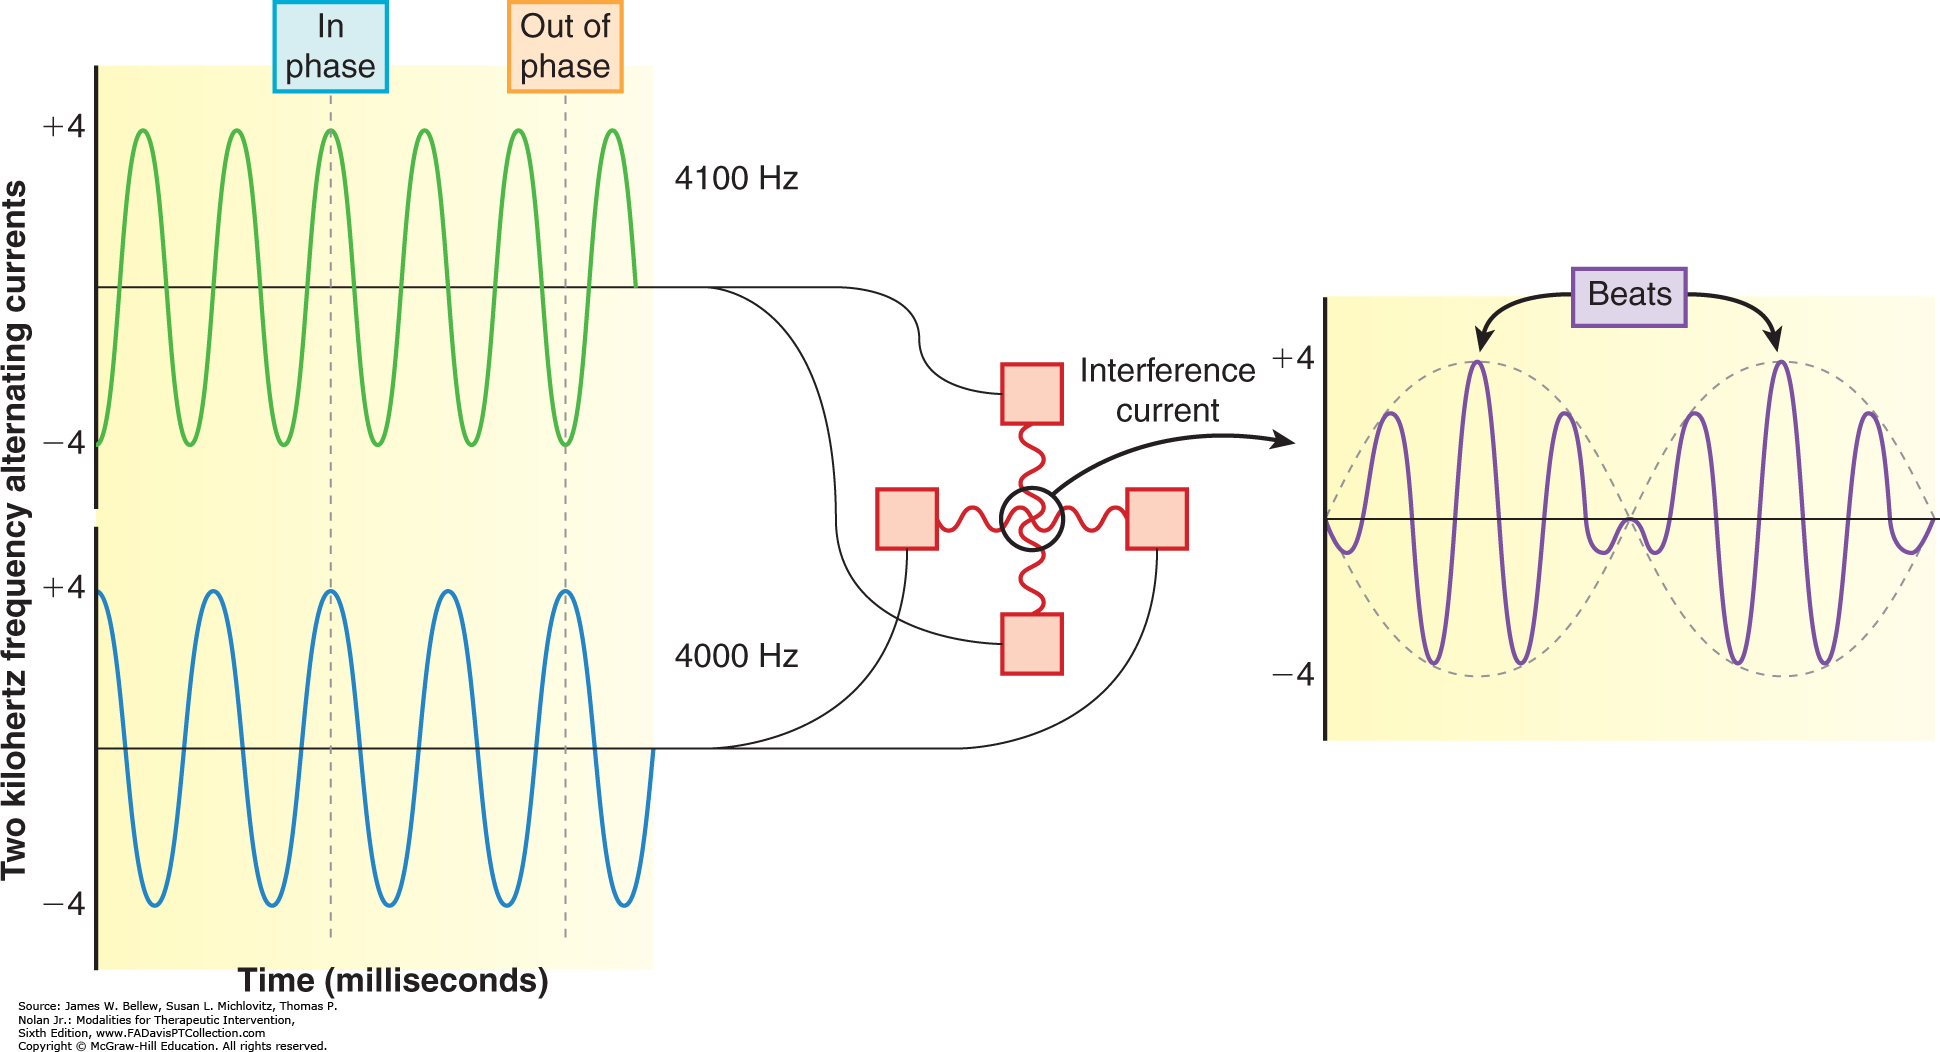 In
phase
Out of
phase
+4
−4
4100 Hz
Two kilohertz frequency alternating currents
+4
−4
4000 Hz
Time (milliseconds)
Interference
current
Beats
+4
−4
Source: James W. Bellew, Susan L. Michlovitz, Thomas P.
Nolan Jr.: Modalities for Therapeutic Intervention,
Sixth Edition, www.FADavisPTCollection.com
Copyright © McGraw-Hill Education. All rights reserved.